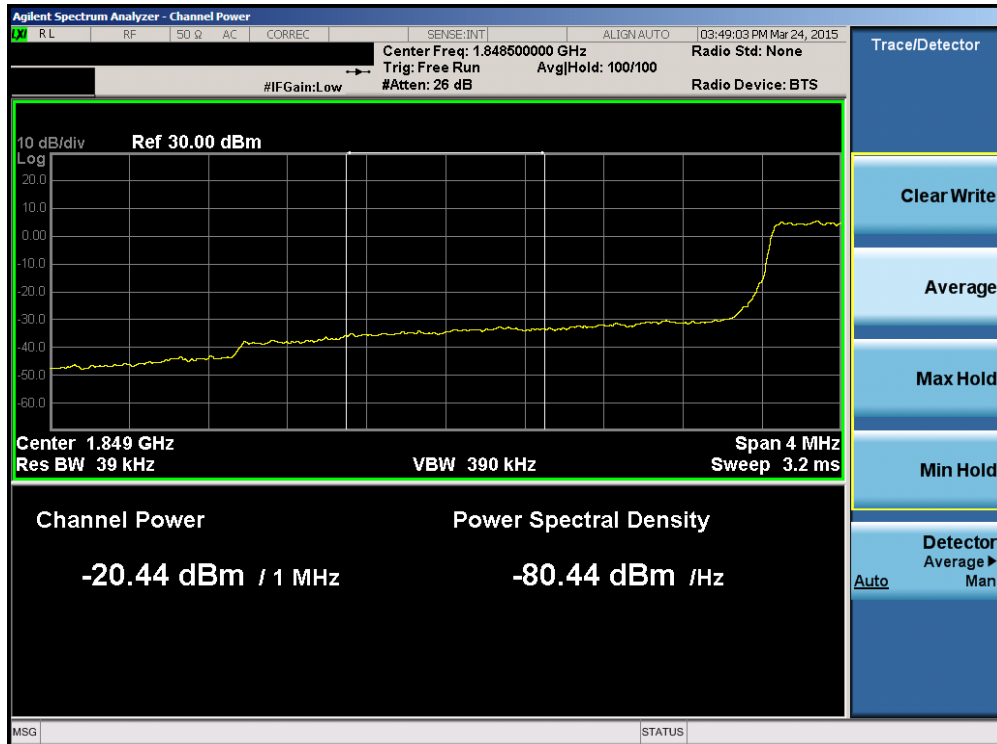 Agilent Spectrum Analyzer - Channel Power
LXI RL RF 50 Ω AC CORREC SENSE:INT ALIGN AUTO 03:49:03 PM Mar 24, 2015
Center Freq: 1.848500000 GHz Radio Std: None
Trig: Free Run Avg|Hold: 100/100
#IFGain:Low #Atten: 26 dB Radio Device: BTS
10 dB/div Ref 30.00 dBm
Log
20.0
10.0
0.00
-10.0
-20.0
-30.0
-40.0
-50.0
-60.0
Center 1.849 GHz Span 4 MHz
Res BW 39 kHz VBW 390 kHz Sweep 3.2 ms
Channel Power Power Spectral Density
-20.44 dBm / 1 MHz -80.44 dBm /Hz
MSG STATUS
Trace/Detector
Clear Write
Average
Max Hold
Min Hold
Detector
Average▶
Auto Man